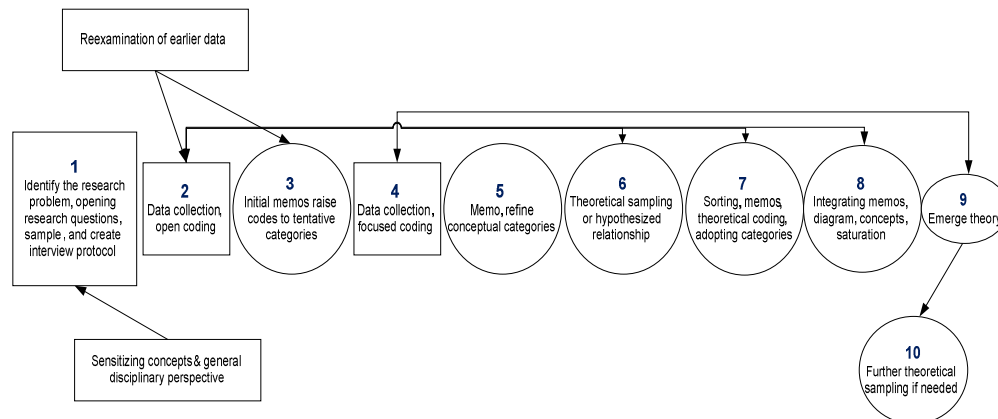 Reexamination of earlier data
1
Identify the research
problem, opening
research questions,
sample, and create
interview protocol
2
Data collection,
open coding
3
Initial memos raise
codes to tentative
categories
4
Data collection,
focused coding
5
Memo, refine
conceptual categories
6
Theoretical sampling
or hypothesized
relationship
7
Sorting, memos,
theoretical coding,
adopting categories
8
Integrating memos,
diagram, concepts,
saturation
9
Emerge theory
10
Further theoretical
sampling if needed
Sensitizing concepts & general
disciplinary perspective